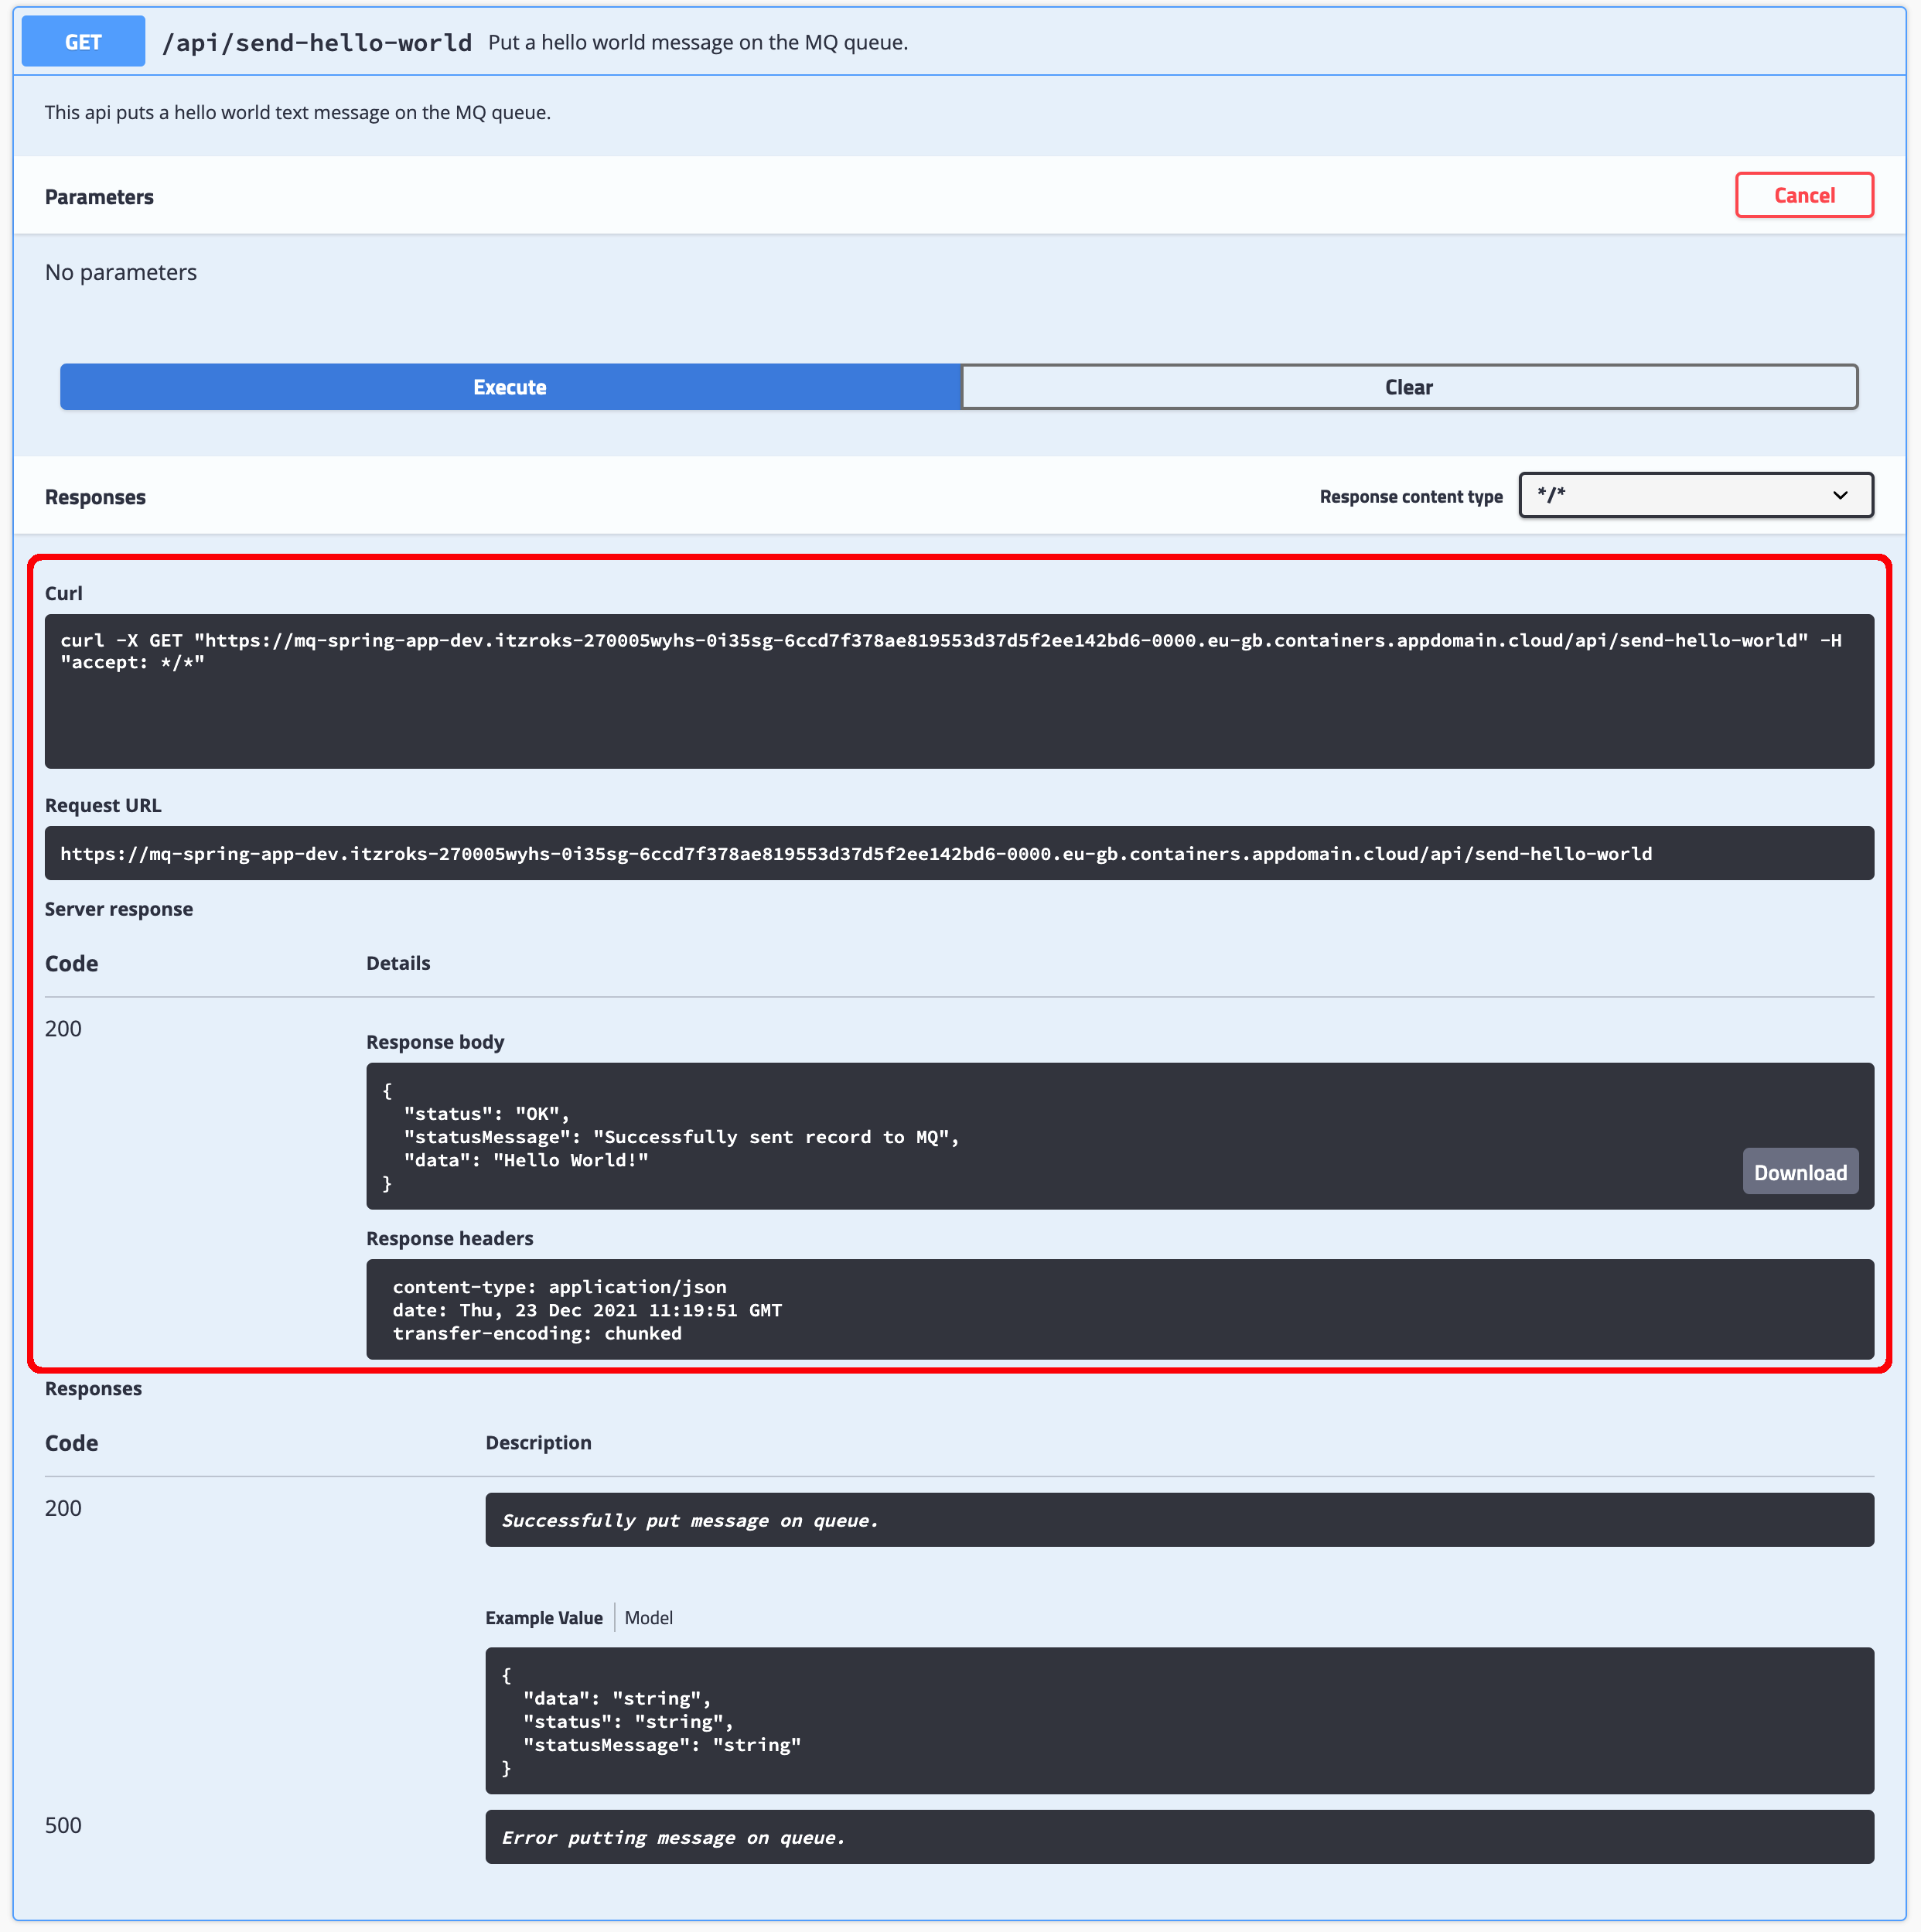 GET /api/send-hello-world Put a hello world message on the MQ queue.
This api puts a hello world text message on the MQ queue.
Parameters
Cancel
No parameters
Execute
Clear
Responses
Response content type
*/*
Curl
curl -X GET "https://mq-spring-app-dev.itzroks-270005wyhs-0i35sg-6ccd7f378ae819553d37d5f2ee142bd6-0000.eu-gb.containers.appdomain.cloud/api/send-hello-world" -H
"accept: */*"
Request URL
https://mq-spring-app-dev.itzroks-270005wyhs-0i35sg-6ccd7f378ae819553d37d5f2ee142bd6-0000.eu-gb.containers.appdomain.cloud/api/send-hello-world
Server response
Code
Details
200
Response body
{
  "status": "OK",
  "statusMessage": "Successfully sent record to MQ",
  "data": "Hello World!"
}
Download
Response headers
content-type: application/json
date: Thu, 23 Dec 2021 11:19:51 GMT
transfer-encoding: chunked
Responses
Code
Description
200
Successfully put message on queue.
Example Value
Model
{
  "data": "string",
  "status": "string",
  "statusMessage": "string"
}
500
Error putting message on queue.